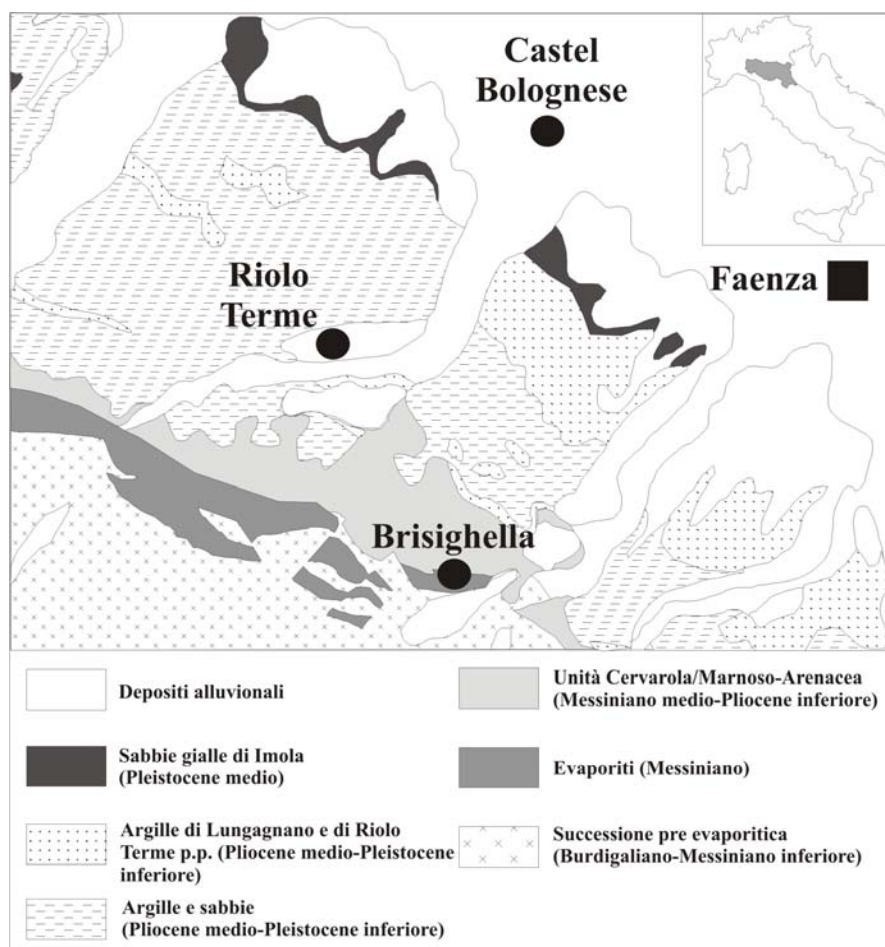 Castel
Bolognese
Riolo
Terme
Faenza
Brisighella
Depositi alluvionali
Sabbie gialle di Imola
(Pleistocene medio)
Argille di Lungagnano e di Riolo
Terme p.p. (Pliocene medio-Pleistocene
inferiore)
Argille e sabbie
(Pliocene medio-Pleistocene inferiore)
Unità Cervarola/Marnoso-Arenacea
(Messiniano medio-Pliocene inferiore)
Evaporiti (Messiniano)
Successione pre evaporitica
(Burdigaliano-Messiniano inferiore)